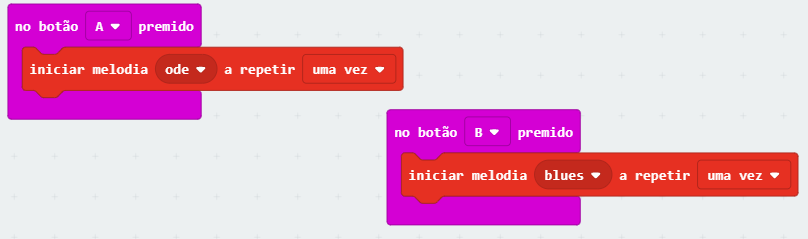 no botão A premido
iniciar melodia ode a repetir uma vez
no botão B premido
iniciar melodia blues a repetir uma vez